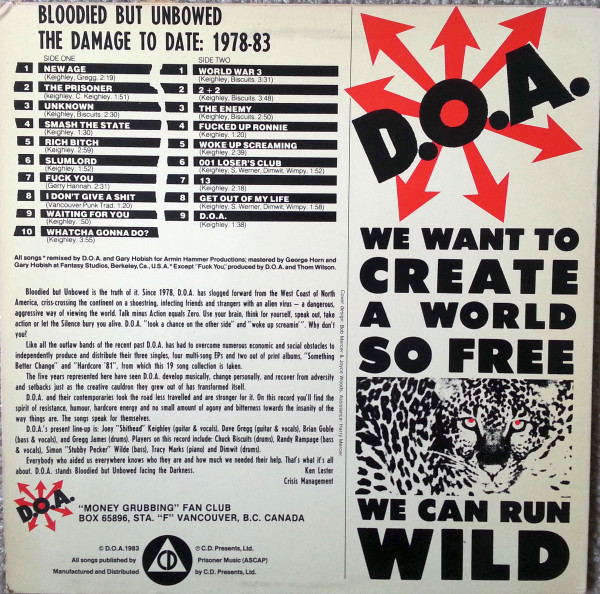 BLOODIED BUT UNBOWED
THE DAMAGE TO DATE: 1978-83
SIDE ONE
1 NEW AGE
(Keighley, Gregg. 2:19)
2 THE PRISONER
(keighley, C. Keighley. 1:51)
3 UNKNOWN
(Keighley, Biscuits. 2:30)
4 SMASH THE STATE
(Keighley. 1:30)
5 RICH BITCH
(Keighley. 2:59)
6 SLUMLORD
(Keighley. 1:52)
7 FUCK YOU
(Gerry Hannah. 2:31)
8 I DON'T GIVE A SHIT
(Vancouver Punk Trad. 1:20)
9 WAITING FOR YOU
(Keighley. :50)
10 WHATCHA GONNA DO?
(Keighley. 3:55)
SIDE TWO
1 WORLD WAR 3
(Keighley, Biscuits. 3:31)
2 2 + 2
(Keighley, Biscuits. 3:48)
3 THE ENEMY
(Keighley, Biscuits. 2:50)
4 FUCKED UP RONNIE
(Keighley. 1:20)
5 WOKE UP SCREAMING
(Keighley. 2:39)
6 001 LOSER'S CLUB
(Keighley, S. Werner, Dimwit, Wimpy. 1:52)
7 13
(Keighley. 2:18)
8 GET OUT OF MY LIFE
(Keighley, S. Werner, Dimwit, Wimpy. 1:58)
9 D.O.A.
(Keighley. 1:38)
All songs * remixed by D.O.A. and Gary Hobish for Armin Hammer Productions; mastered by George Horn and
Gary Hobish at Fantasy Studios, Berkeley, Ca., U.S.A. * Except 'Fuck You', produced by D.O.A. and Thom Wilson.
Bloodied but Unbowed is the truth of it. Since 1978, D.O.A. has slogged forward from the West Coast of North
America, criss-crossing the continent on a shoestring, infecting friends and strangers with an alien virus – a dangerous,
aggressive way of viewing the world. Talk minus Action equals Zero. Use your brain, think for yourself, speak out, take
action or let the Silence bury you alive. D.O.A. "took a chance on the other side" and "woke up screamin'". Why don't
you?
Like all the outlaw bands of the recent past D.O.A. has had to overcome numerous economic and social obstacles to
independently produce and distribute their three singles, four multi-song EPs and two out of print albums, "Something
Better Change" and "Hardcore '81", from which this 19 song collection is taken.
The five years represented here have seen D.O.A. develop musically, change personally, and recover from adversity
and setbacks just as the creative cauldron they grew out of has transformed itself.
D.O.A. and their contemporaries took the road less travelled and are stronger for it. On this record you'll find the
spirit of resistance, humour, hardcore energy and no small amount of agony and bitterness towards the insanity of the
way things are. The songs speak for themselves.
D.O.A.'s present line-up is: Joey "Shithead" Keighley (guitar & vocals), Dave Gregg (guitar & vocals), Brian Goble
(bass & vocals), and Gregg James (drums). Players on this record include: Chuck Biscuits (drums), Randy Rampage (bass
& vocals), Simon "Stubby Pecker" Wilde (bass), Tracy Marks (piano) and Dimwit (drums).
Everybody who aided us everywhere knows who they are and how much we needed their help. That's what it's all
about. D.O.A. stands Bloodied but Unbowed facing the Darkness.
Ken Lester
Crisis Management
Cover design: Bob Mercer & Joyce Woods. Assistance: Harry Mercer
D.O.A.
"MONEY GRUBBING" FAN CLUB
BOX 65896, STA. "F" VANCOUVER, B.C. CANADA
© D.O.A. 1983
All songs published by
Manufactured and Distributed
CD
℗ C.D. Presents, Ltd.
Prisoner Music (ASCAP)
by C.D. Presents, Ltd.
D.O.A.
WE WANT TO
CREATE
A WORLD
SO FREE
WE CAN RUN
WILD